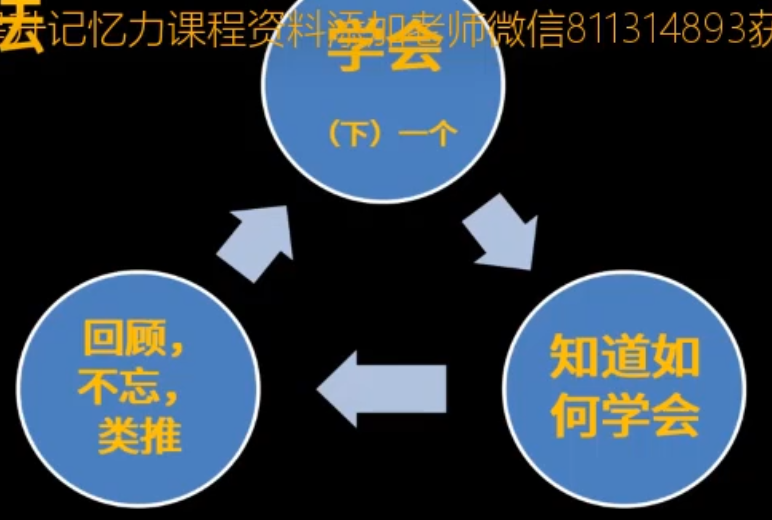 记忆力课程资料添加老师微信811314893获
学会
（下）一个
知道如
何学会
回顾，
不忘，
类推